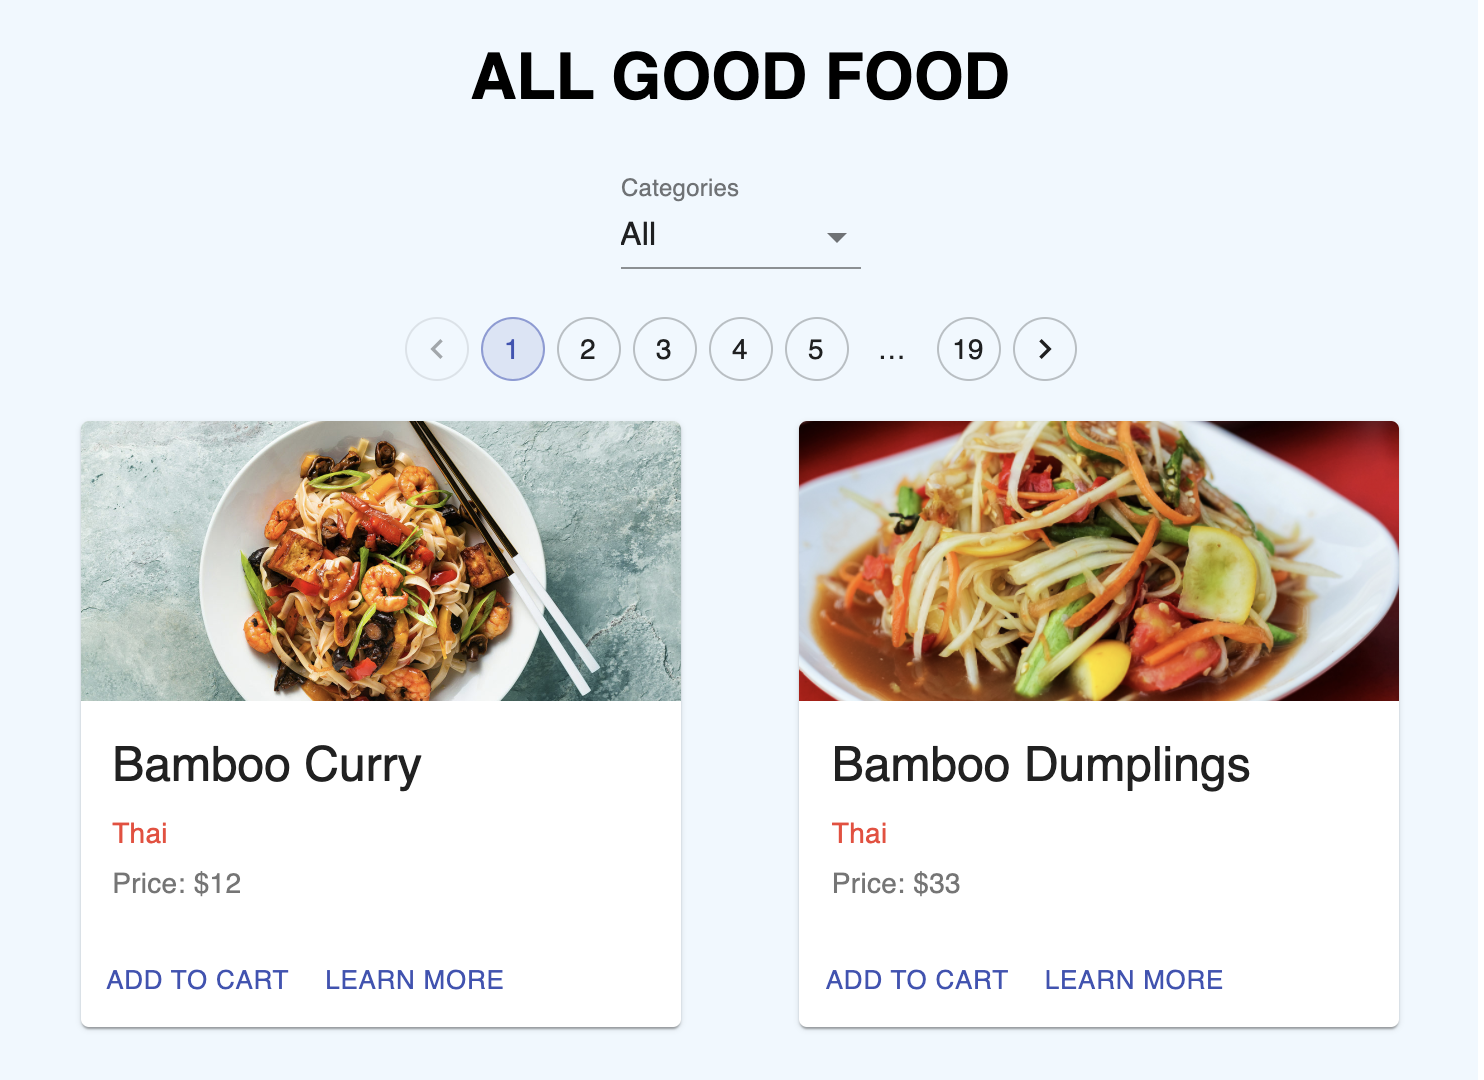 ALL GOOD FOOD
Categories
All
1 2 3 4 5 ... 19
Bamboo Curry
Thai
Price: $12
ADD TO CART LEARN MORE
Bamboo Dumplings
Thai
Price: $33
ADD TO CART LEARN MORE